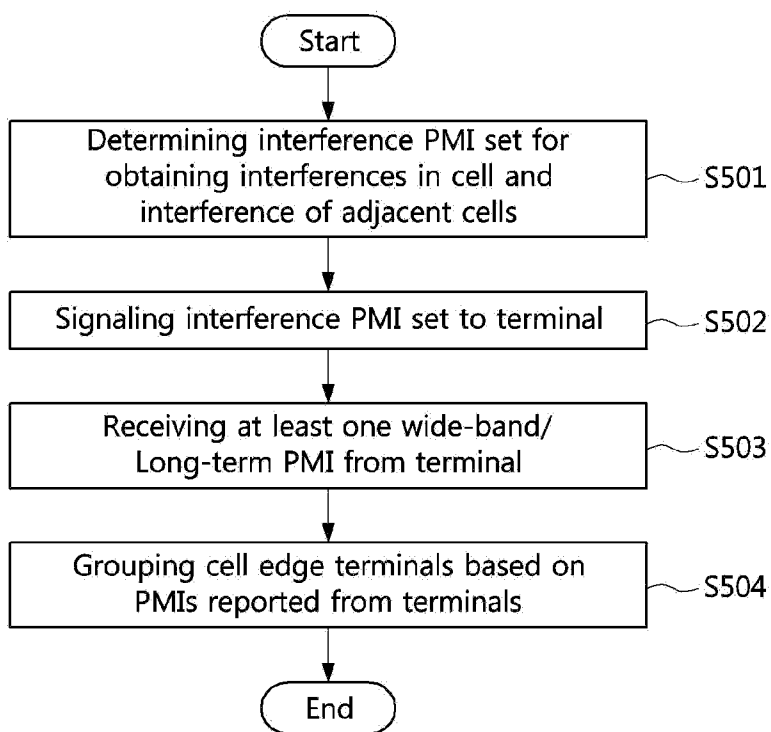 Start
Determining interference PMI set for
obtaining interferences in cell and
interference of adjacent cells
S501
Signaling interference PMI set to terminal
S502
Receiving at least one wide-band/
Long-term PMI from terminal
S503
Grouping cell edge terminals based on
PMIs reported from terminals
S504
End